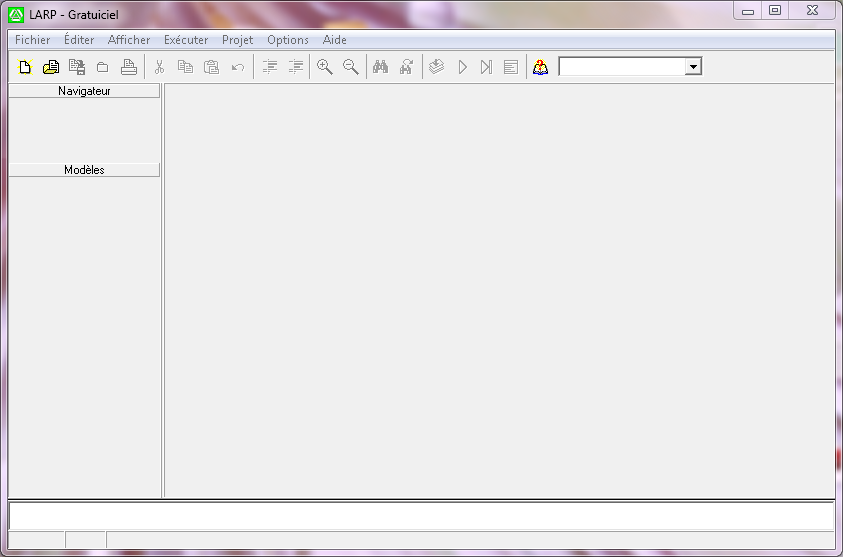 LARP - Gratuiciel
Fichier Éditer Afficher Exécuter Projet Options Aide
Navigateur
Modèles